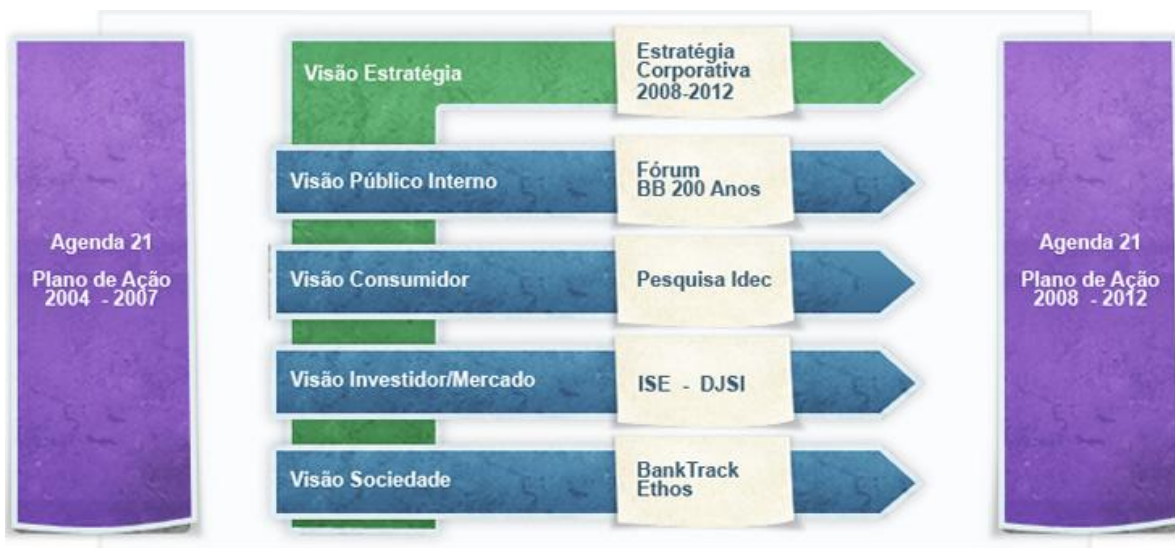 Agenda 21
Plano de Ação
2004 - 2007
Visão Estratégia
Estratégia
Corporativa
2008-2012
Visão Público Interno
Fórum
BB 200 Anos
Visão Consumidor
Pesquisa Idec
Visão Investidor/Mercado
ISE - DJSI
Visão Sociedade
BankTrack
Ethos
Agenda 21
Plano de Ação
2008 - 2012